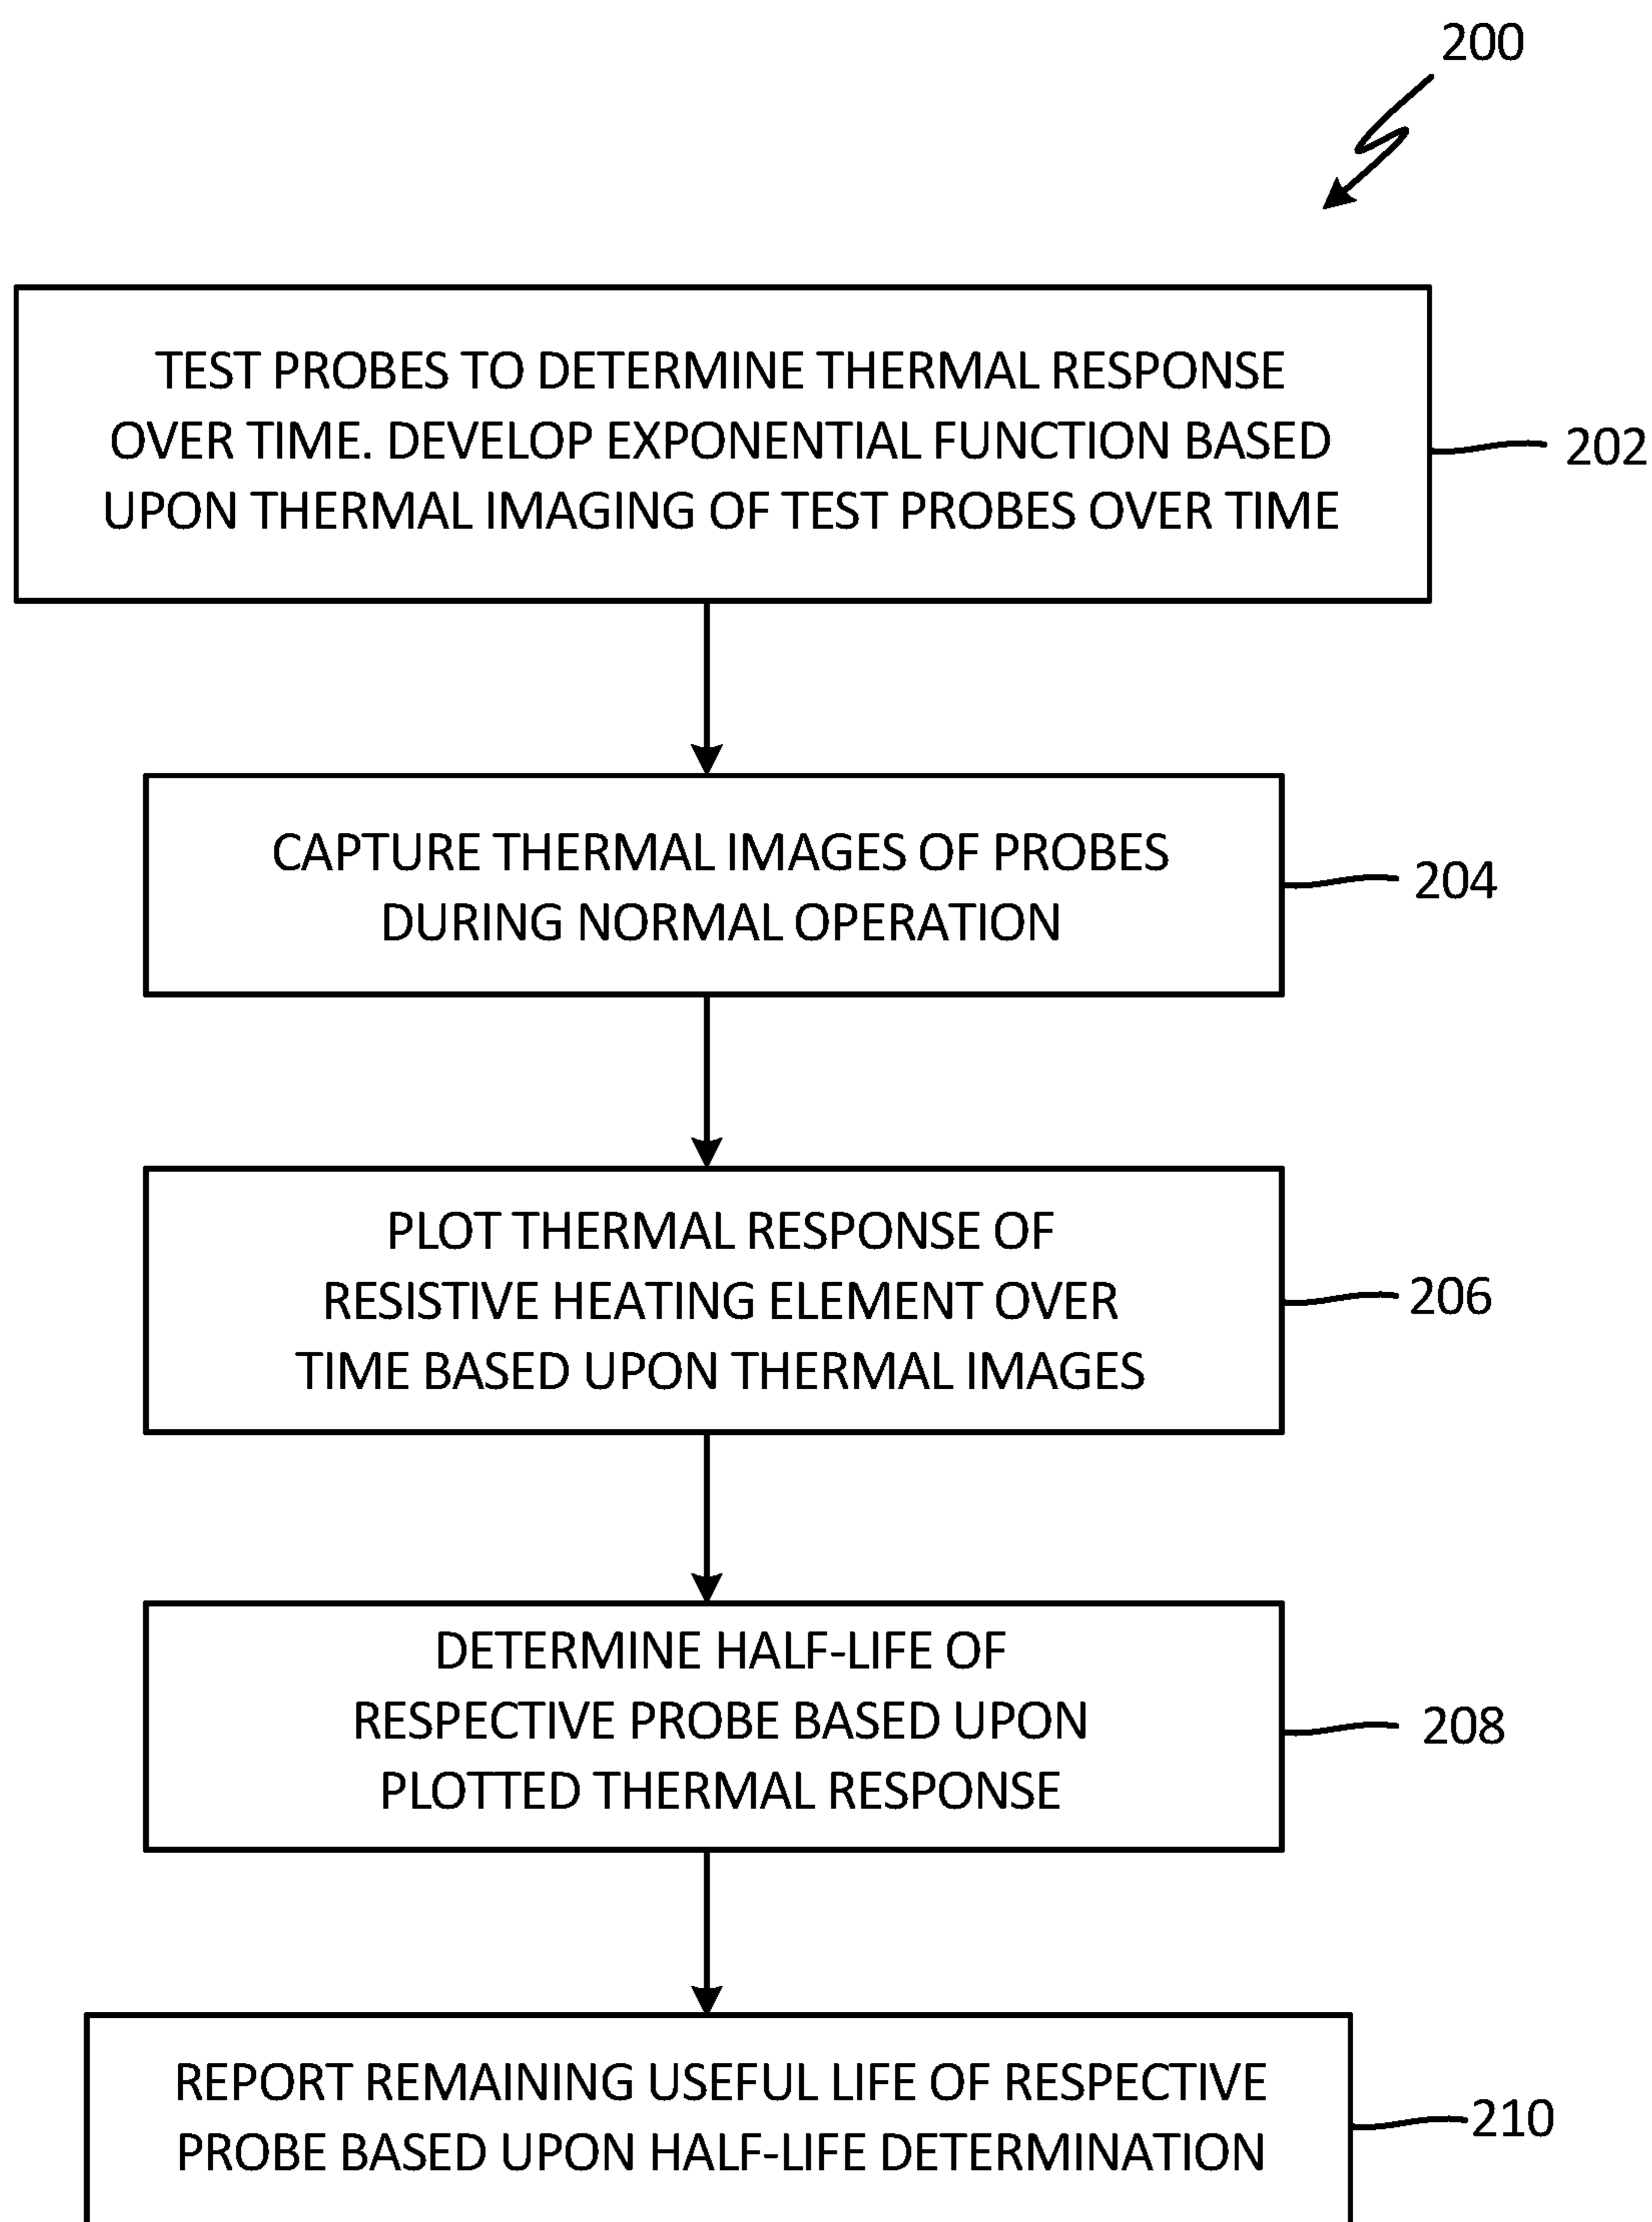 200
TEST PROBES TO DETERMINE THERMAL RESPONSE
OVER TIME. DEVELOP EXPONENTIAL FUNCTION BASED
UPON THERMAL IMAGING OF TEST PROBES OVER TIME
202
CAPTURE THERMAL IMAGES OF PROBES
DURING NORMAL OPERATION
204
PLOT THERMAL RESPONSE OF
RESISTIVE HEATING ELEMENT OVER
TIME BASED UPON THERMAL IMAGES
206
DETERMINE HALF-LIFE OF
RESPECTIVE PROBE BASED UPON
PLOTTED THERMAL RESPONSE
208
REPORT REMAINING USEFUL LIFE OF RESPECTIVE
PROBE BASED UPON HALF-LIFE DETERMINATION
210